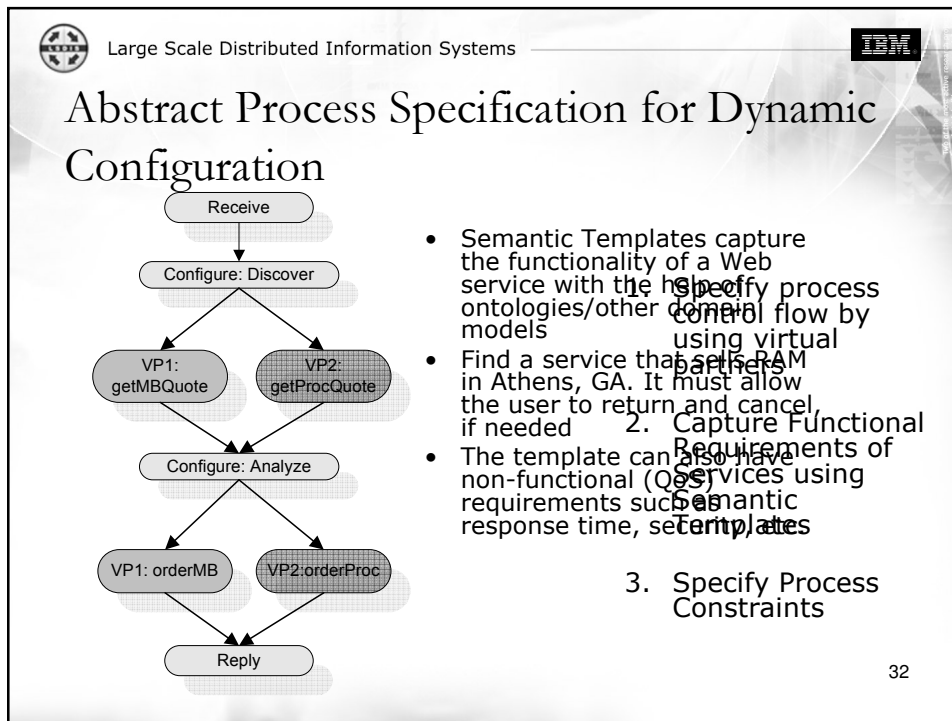 Large Scale Distributed Information Systems
LSDIS
IBM
Abstract Process Specification for Dynamic
Configuration
Receive
Configure: Discover
VP1:
getMBQuote
VP2:
getProcQuote
Configure: Analyze
VP1: orderMB
VP2:orderProc
Reply
• Semantic Templates capture
the functionality of a Web
service with the help of
ontologies/other domain
models
• Find a service that sells RAM
in Athens, GA. It must allow
the user to return and cancel,
if needed
• The template can also have
non-functional (QoS)
requirements such as
response time, security, etc.
1. Specify process
control flow by
using virtual
partners
2. Capture Functional
Requirements of
Services using
Semantic
Templates
3. Specify Process
Constraints
32